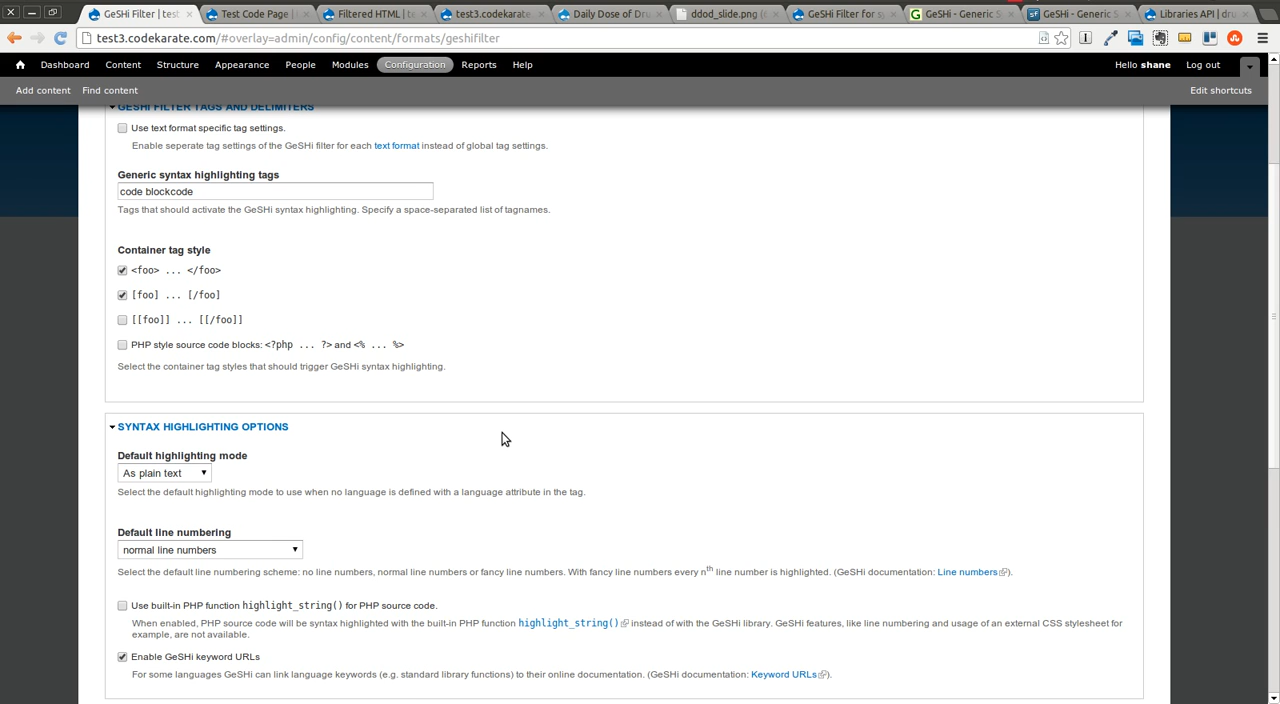 GeSHi Filter | test
Test Code Page |
Filtered HTML | te
test3.codekarate.
Daily Dose of Dru
ddod_slide.png (
GeSHi Filter for sy
GeSHi - Generic S
GeSHi - Generic S
Libraries API | dru
test3.codekarate.com/#overlay=admin/config/content/formats/geshifilter
Dashboard Content Structure Appearance People Modules Configuration Reports Help Hello shane Log out
Add content Find content Edit shortcuts
GESHI FILTER TAGS AND DELIMITERS
Use text format specific tag settings.
Enable seperate tag settings of the GeSHi filter for each text format instead of global tag settings.
Generic syntax highlighting tags
code blockcode
Tags that should activate the GeSHi syntax highlighting. Specify a space-separated list of tagnames.
Container tag style
<foo> ... </foo>
[foo] ... [/foo]
[[foo]] ... [[/foo]]
PHP style source code blocks: <?php ... ?> and <% ... %>
Select the container tag styles that should trigger GeSHi syntax highlighting.
SYNTAX HIGHLIGHTING OPTIONS
Default highlighting mode
As plain text
Select the default highlighting mode to use when no language is defined with a language attribute in the tag.
Default line numbering
normal line numbers
Select the default line numbering scheme: no line numbers, normal line numbers or fancy line numbers. With fancy line numbers every nth line number is highlighted. (GeSHi documentation: Line numbers).
Use built-in PHP function highlight_string() for PHP source code.
When enabled, PHP source code will be syntax highlighted with the built-in PHP function highlight_string() instead of with the GeSHi library. GeSHi features, like line numbering and usage of an external CSS stylesheet for
example, are not available.
Enable GeSHi keyword URLs
For some languages GeSHi can link language keywords (e.g. standard library functions) to their online documentation. (GeSHi documentation: Keyword URLs).